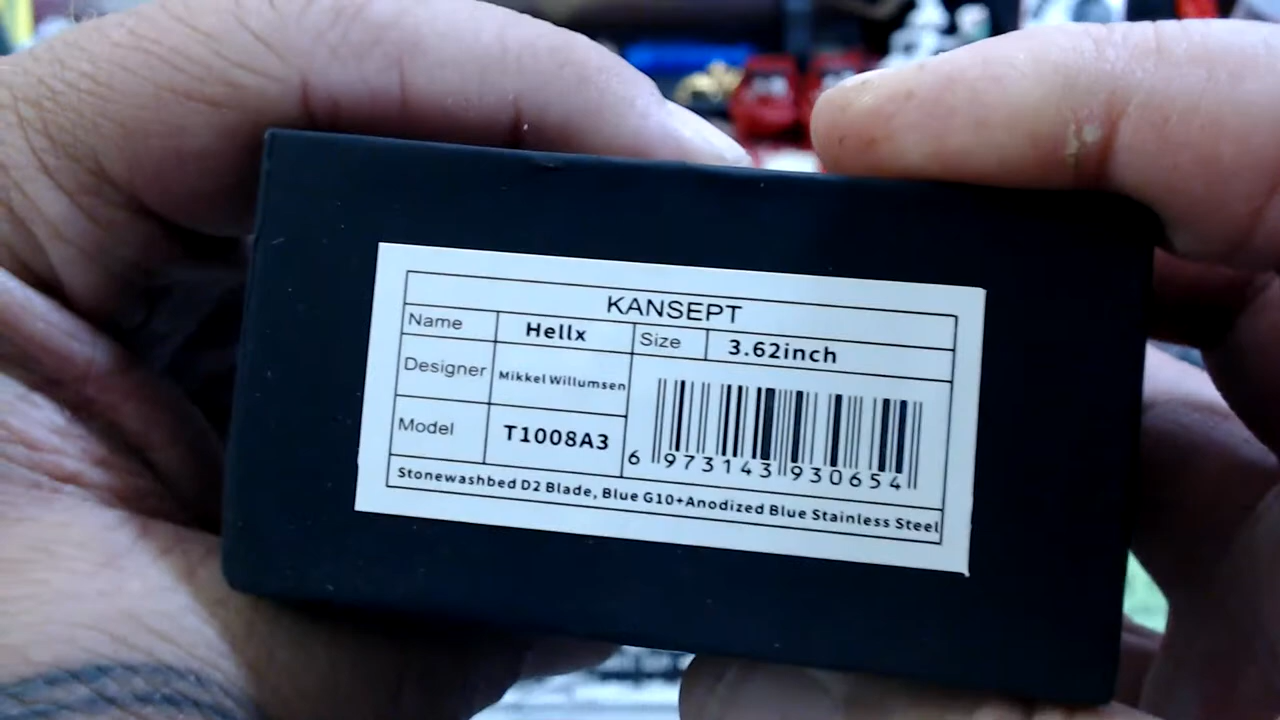 KANSEPT
Name Hellx Size 3.62inch
Designer Mikkel Willumsen
Model T1008A3
6 973143 930654
Stonewashbed D2 Blade, Blue G10+Anodized Blue Stainless Steel